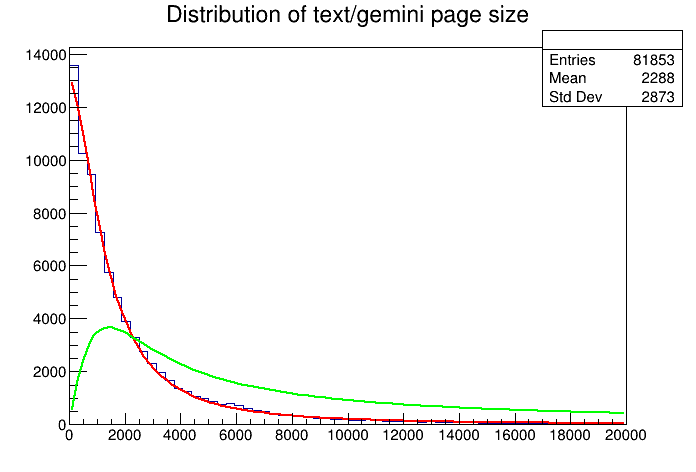 Distribution of text/gemini page size
Entries 81853
Mean 2288
Std Dev 2873
14000
12000
10000
8000
6000
4000
2000
0
0 2000 4000 6000 8000 10000 12000 14000 16000 18000 20000